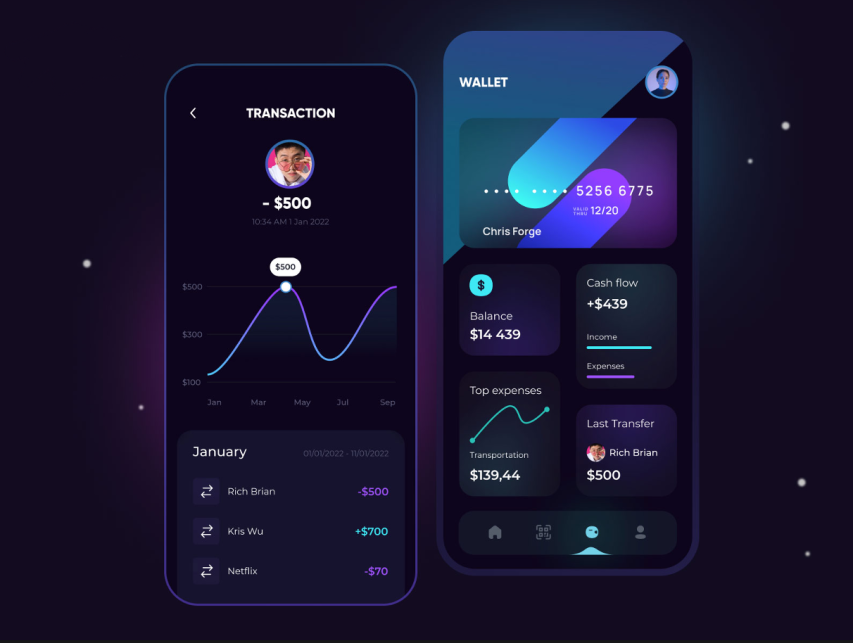 TRANSACTION
- $500
10:34 AM 1 Jan 2022
$500
$500
$300
$100
Jan Mar May Jul Sep
January 01/01/2022 - 11/01/2022
Rich Brian -$500
Kris Wu +$700
Netflix -$70
WALLET
•••• •••• 5256 6775
VALID
THRU 12/20
Chris Forge
$
Balance
$14 439
Cash flow
+$439
Income
Expenses
Top expenses
Transportation
$139,44
Last Transfer
Rich Brian
$500